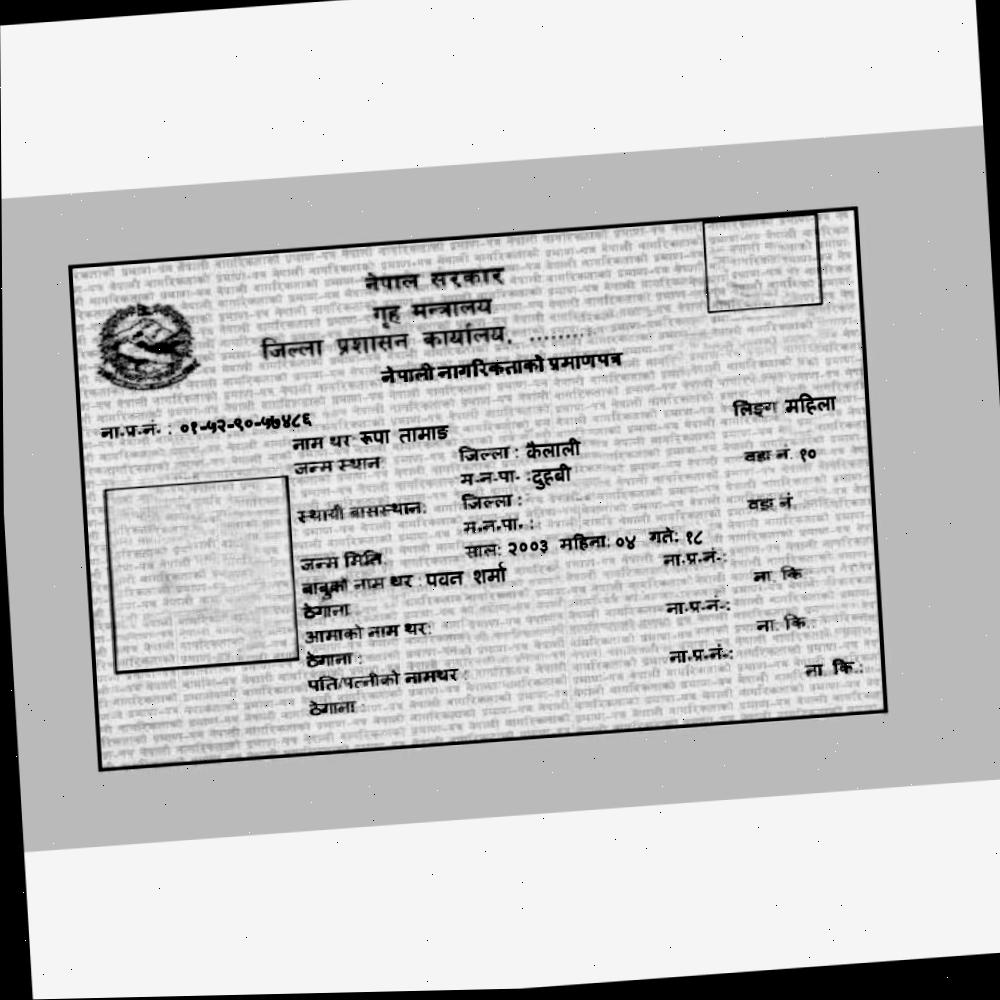 नेपाल सरकार
गृह मन्त्रालय
जिल्ला प्रशासन कार्यालय, .........
नेपाली नागरिकताको प्रमाणपत्र
ना.प्र.नं. : ०१-५२-९०-५७४८६
लिङ्ग महिला
नाम थर रूपा तामाङ
जन्म स्थान जिल्ला : कैलाली
वडा नं. १०
म.न.पा. :दुहबी
स्थायी बासस्थान: जिल्ला :
वडा नं
म.न.पा. :
जन्म मिति साल: २००३ महिना: ०४ गते: १८
बाबुको नाम थर : पवन शर्मा ना.प्र.नं.:
ठेगाना ना. कि
आमाको नाम थर: ना.प्र.नं.:
ठेगाना : ना. कि.:
पति/पत्नीको नामथर : ना.प्र.नं.:
ठेगाना : ना. कि.: